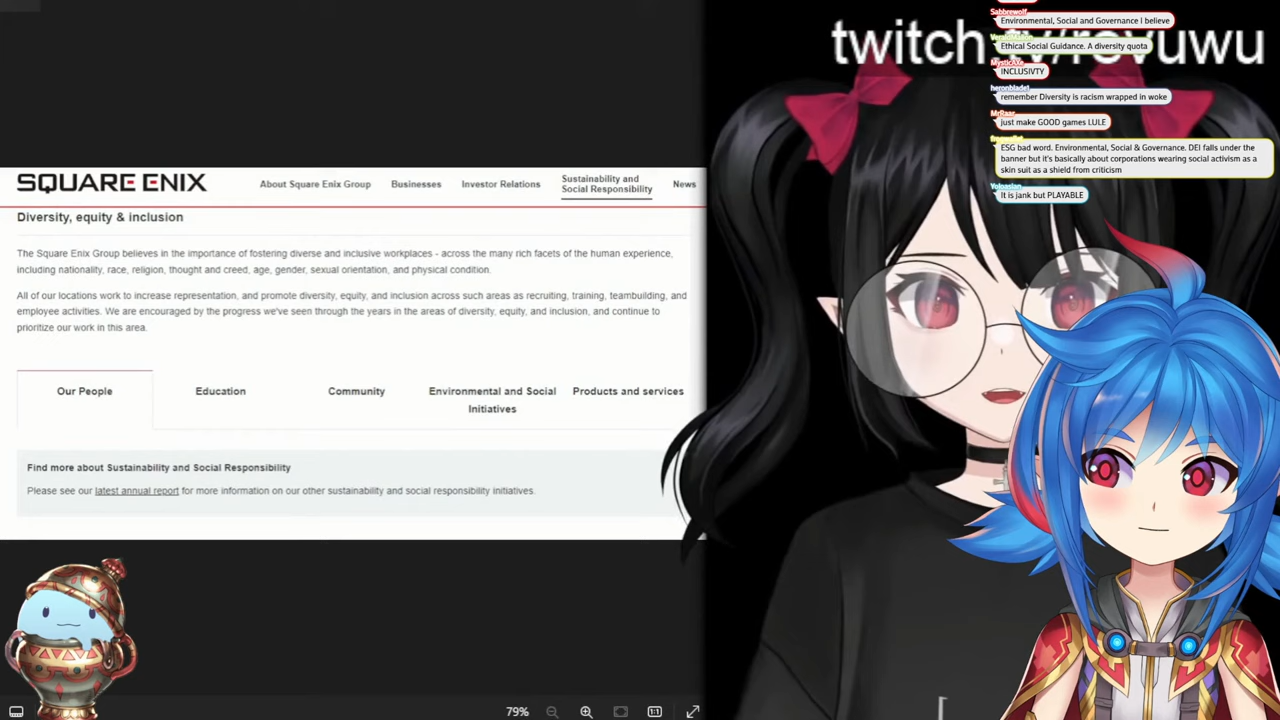 twitch.tv/revuwu
Sabbrewolf
Environmental, Social and Governance I believe
Ethical Social Guidance. A diversity quota
MysticAxe
INCLUSIVTY
heronblade1
remember Diversity is racism wrapped in woke
MrRaar
just make GOOD games LULE
ESG bad word. Environmental, Social & Governance. DEI falls under the
banner but it's basically about corporations wearing social activism as a
skin suit as a shield from criticism
Yoloasian
It is jank but PLAYABLE
SQUARE ENIX
About Square Enix Group
Businesses
Investor Relations
Sustainability and
Social Responsibility
News
Diversity, equity & inclusion
The Square Enix Group believes in the importance of fostering diverse and inclusive workplaces - across the many rich facets of the human experience,
including nationality, race, religion, thought and creed, age, gender, sexual orientation, and physical condition.
All of our locations work to increase representation, and promote diversity, equity, and inclusion across such areas as recruiting, training, teambuilding, and
employee activities. We are encouraged by the progress we've seen through the years in the areas of diversity, equity, and inclusion, and continue to
prioritize our work in this area.
Our People
Education
Community
Environmental and Social
Initiatives
Products and services
Find more about Sustainability and Social Responsibility
Please see our latest annual report for more information on our other sustainability and social responsibility initiatives.
79%
1:1